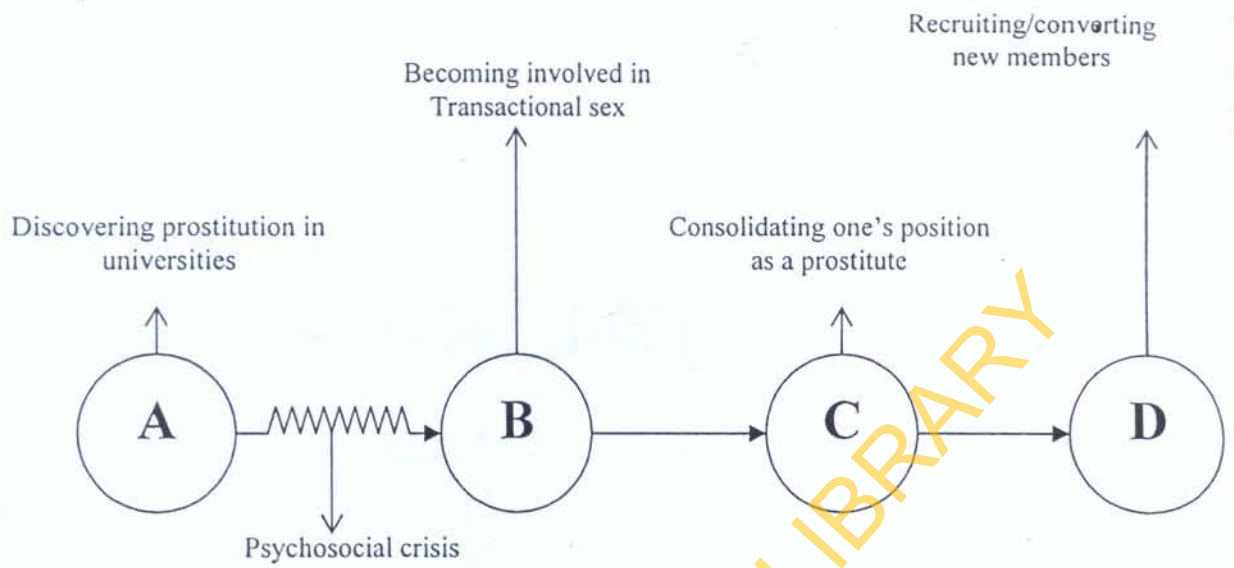 Recruiting/converting
new members
Becoming involved in
Transactional sex
Discovering prostitution in
universities
Consolidating one's position
as a prostitute
A
B
C
D
Psychosocial crisis
LIBRARY